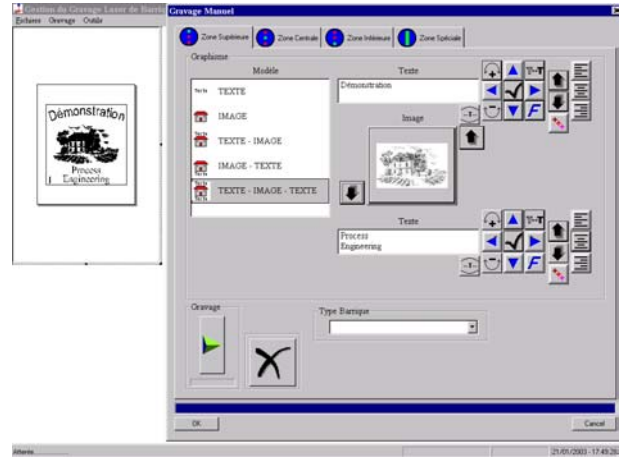 Gestion du Gravage Laser de Barric
Fichiers Gravage Outils
Démonstration
Process
Engineering
Gravage Manuel
Zone Supérieure
Zone Centrale
Zone Inférieure
Zone Spéciale
Graphisme
Modèle
TEXTE
IMAGE
TEXTE - IMAGE
IMAGE - TEXTE
TEXTE - IMAGE - TEXTE
Texte
Démonstration
Image
Texte
Process
Engineering
Gravage
Type Barrique
OK
Cancel
Attente
21/01/2003 - 17:49:28